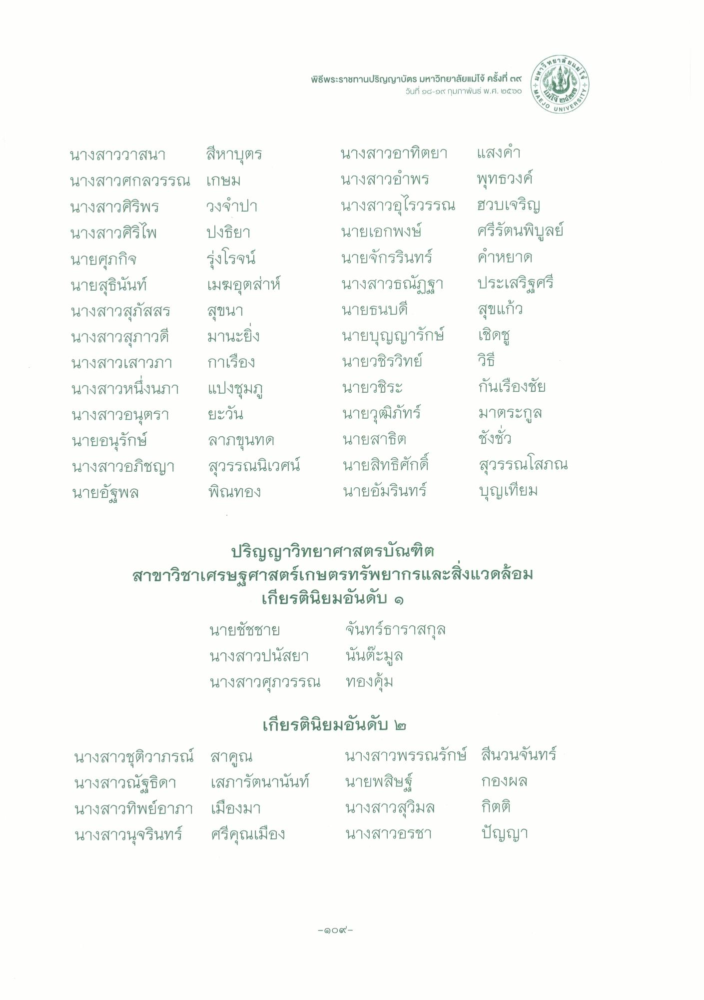 พิธีพระราชทานปริญญาบัตร มหาวิทยาลัยแม่โจ้ ครั้งที่ ๓๙
วันที่ ๑๘-๑๙ กุมภาพันธ์ พ.ศ. ๒๕๖๐
มหาวิทยาลัยแม่โจ้
แม่โจ้ ๒๔๗๗
MAEJO UNIVERSITY
นางสาววาสนา สีหาบุตร
นางสาวศกลวรรณ เกษม
นางสาวศิริพร วงจำปา
นางสาวศิริไพ ปงธิยา
นายศุภกิจ รุ่งโรจน์
นายสุธินันท์ เมฆอุตส่าห์
นางสาวสุภัสสร สุขนา
นางสาวสุภาวดี มานะยิ่ง
นางสาวเสาวภา กาเรือง
นางสาวหนึ่งนภา แปงชุมภู
นางสาวอนุตรา ยะวัน
นายอนุรักษ์ ลาภขุนทด
นางสาวอภิชญา สุวรรณนิเวศน์
นายอัฐพล พิณทอง
นางสาวอาทิตยา แสงคำ
นางสาวอำพร พุทธวงค์
นางสาวอุไรวรรณ ฮวบเจริญ
นายเอกพงษ์ ศรีรัตนพิบูลย์
นายจักรรินทร์ คำหยาด
นางสาวธณัฏฐา ประเสริฐศรี
นายธนบดี สุขแก้ว
นายบุญญารักษ์ เชิดชู
นายวชิรวิทย์ วิธี
นายวชิระ กันเรืองชัย
นายวุฒิภัทร์ มาตระกูล
นายสาธิต ชังชั่ว
นายสิทธิศักดิ์ สุวรรณโสภณ
นายอัมรินทร์ บุญเทียม
ปริญญาวิทยาศาสตรบัณฑิต
สาขาวิชาเศรษฐศาสตร์เกษตรทรัพยากรและสิ่งแวดล้อม
เกียรตินิยมอันดับ ๑
นายชัชชาย จันทร์ธาราสกุล
นางสาวปนัสยา นันต๊ะมูล
นางสาวศุภวรรณ ทองคุ้ม
เกียรตินิยมอันดับ ๒
นางสาวชุติวาภรณ์ สาคูณ
นางสาวณัฐธิดา เสภารัตนานันท์
นางสาวทิพย์อาภา เมืองมา
นางสาวนุจรินทร์ ศรีคุณเมือง
นางสาวพรรณรักษ์ สีนวนจันทร์
นายพสิษฐ์ กองผล
นางสาวสุวิมล กิตติ
นางสาวอรชา ปัญญา
-๑๐๙-